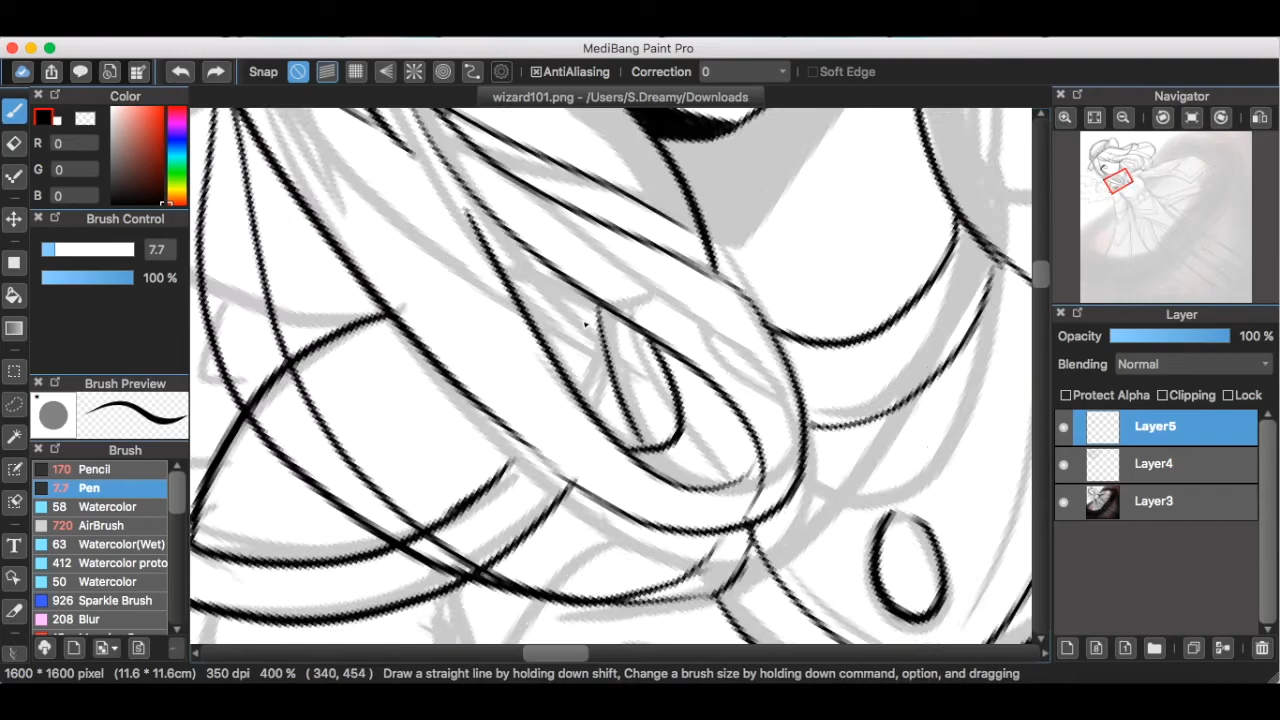 MediBang Paint Pro
Snap
AntiAliasing
Correction 0
Soft Edge
wizard101.png - /Users/S.Dreamy/Downloads
Color
R 0
G 0
B 0
Brush Control
7.7
100 %
Brush Preview
Brush
170 Pencil
7.7 Pen
58 Watercolor
720 AirBrush
63 Watercolor(Wet)
412 Watercolor proto
50 Watercolor
926 Sparkle Brush
208 Blur
Navigator
Layer
Opacity 100 %
Blending Normal
Protect Alpha Clipping Lock
Layer5
Layer4
Layer3
1600 * 1600 pixel (11.6 * 11.6cm) 350 dpi 400 % ( 340, 454 ) Draw a straight line by holding down shift, Change a brush size by holding down command, option, and dragging